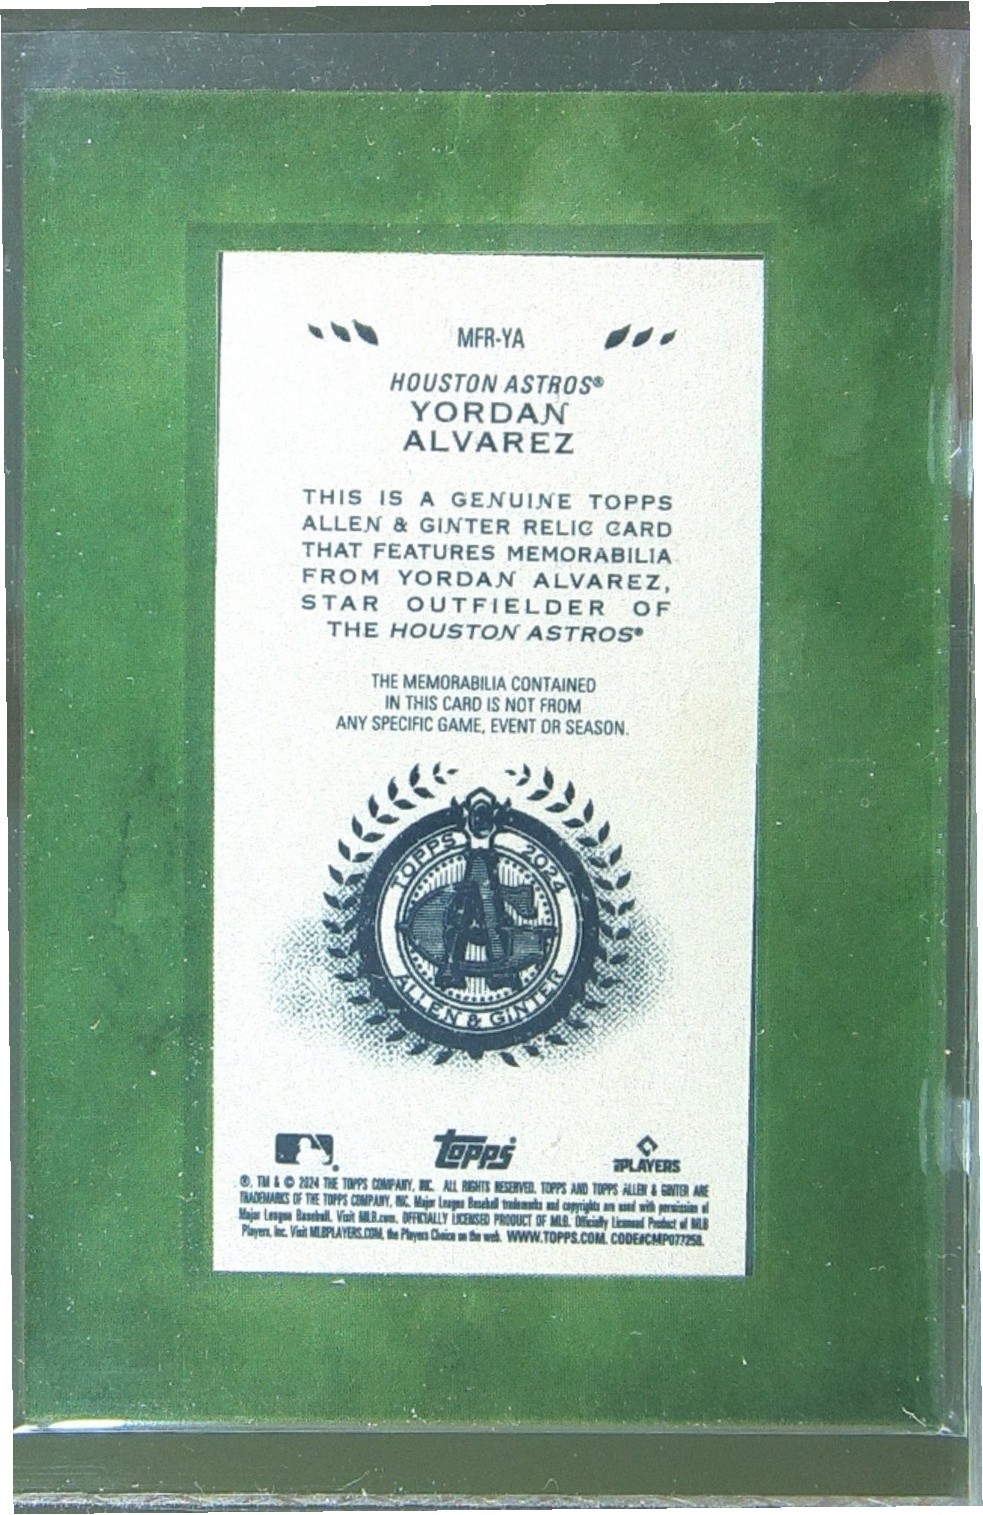 MFR-YA
HOUSTON ASTROS®
YORDAN
ALVAREZ
THIS IS A GENUINE TOPPS
ALLEN & GINTER RELIC CARD
THAT FEATURES MEMORABILIA
FROM YORDAN ALVAREZ,
STAR OUTFIELDER OF
THE HOUSTON ASTROS®
THE MEMORABILIA CONTAINED
IN THIS CARD IS NOT FROM
ANY SPECIFIC GAME, EVENT OR SEASON.
TOPPS 2024
ALLEN & GINTER
topps®
PLAYERS
®, TM & © 2024 THE TOPPS COMPANY, INC. ALL RIGHTS RESERVED. TOPPS AND TOPPS ALLEN & GINTER ARE
TRADEMARKS OF THE TOPPS COMPANY, INC. Major League Baseball trademarks and copyrights are used with permission of
Major League Baseball. Visit MLB.com. OFFICIALLY LICENSED PRODUCT OF MLB. Officially Licensed Product of MLB
Players, Inc. Visit MLBPLAYERS.COM, the Players Choice on the web. WWW.TOPPS.COM. CODE#CMP077258.